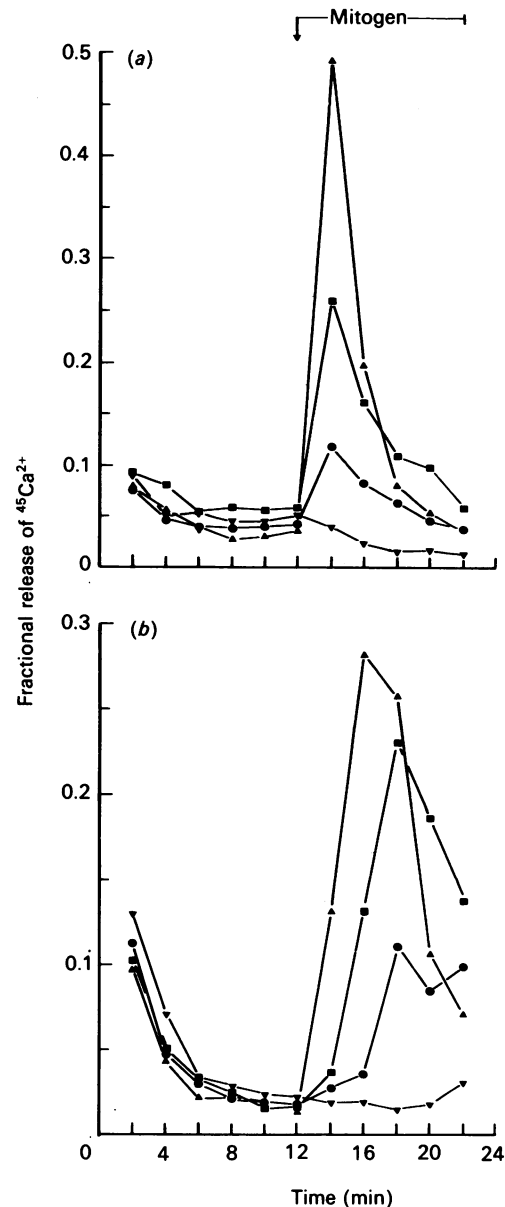 Mitogen
(a)
0.5
0.4
0.3
0.2
0.1
0
Fractional release of ⁴⁵Ca²⁺
(b)
0.3
0.2
0.1
0 4 8 12 16 20 24
Time (min)